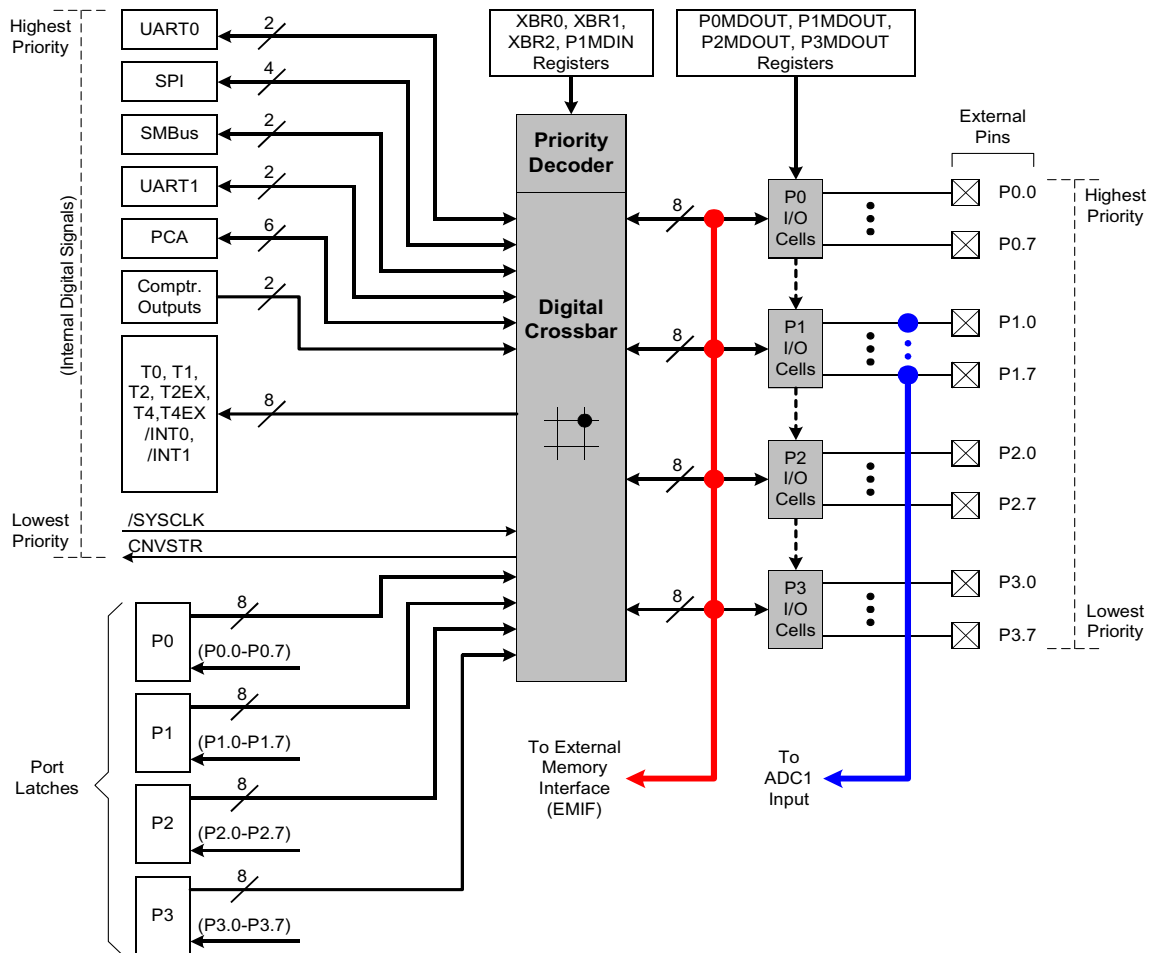 Highest
Priority
(Internal Digital Signals)
Lowest
Priority
UART0
2
SPI
4
SMBus
2
UART1
2
PCA
6
Comptr.
Outputs
2
T0, T1,
T2, T2EX,
T4,T4EX
/INT0,
/INT1
8
/SYSCLK
CNVSTR
XBR0, XBR1,
XBR2, P1MDIN
Registers
P0MDOUT, P1MDOUT,
P2MDOUT, P3MDOUT
Registers
Priority
Decoder
Digital
Crossbar
8
8
8
8
P0
I/O
Cells
P1
I/O
Cells
P2
I/O
Cells
P3
I/O
Cells
External
Pins
P0.0
P0.7
P1.0
P1.7
P2.0
P2.7
P3.0
P3.7
Highest
Priority
Lowest
Priority
Port
Latches
P0
8
(P0.0-P0.7)
P1
8
(P1.0-P1.7)
P2
8
(P2.0-P2.7)
P3
8
(P3.0-P3.7)
To External
Memory
Interface
(EMIF)
To
ADC1
Input